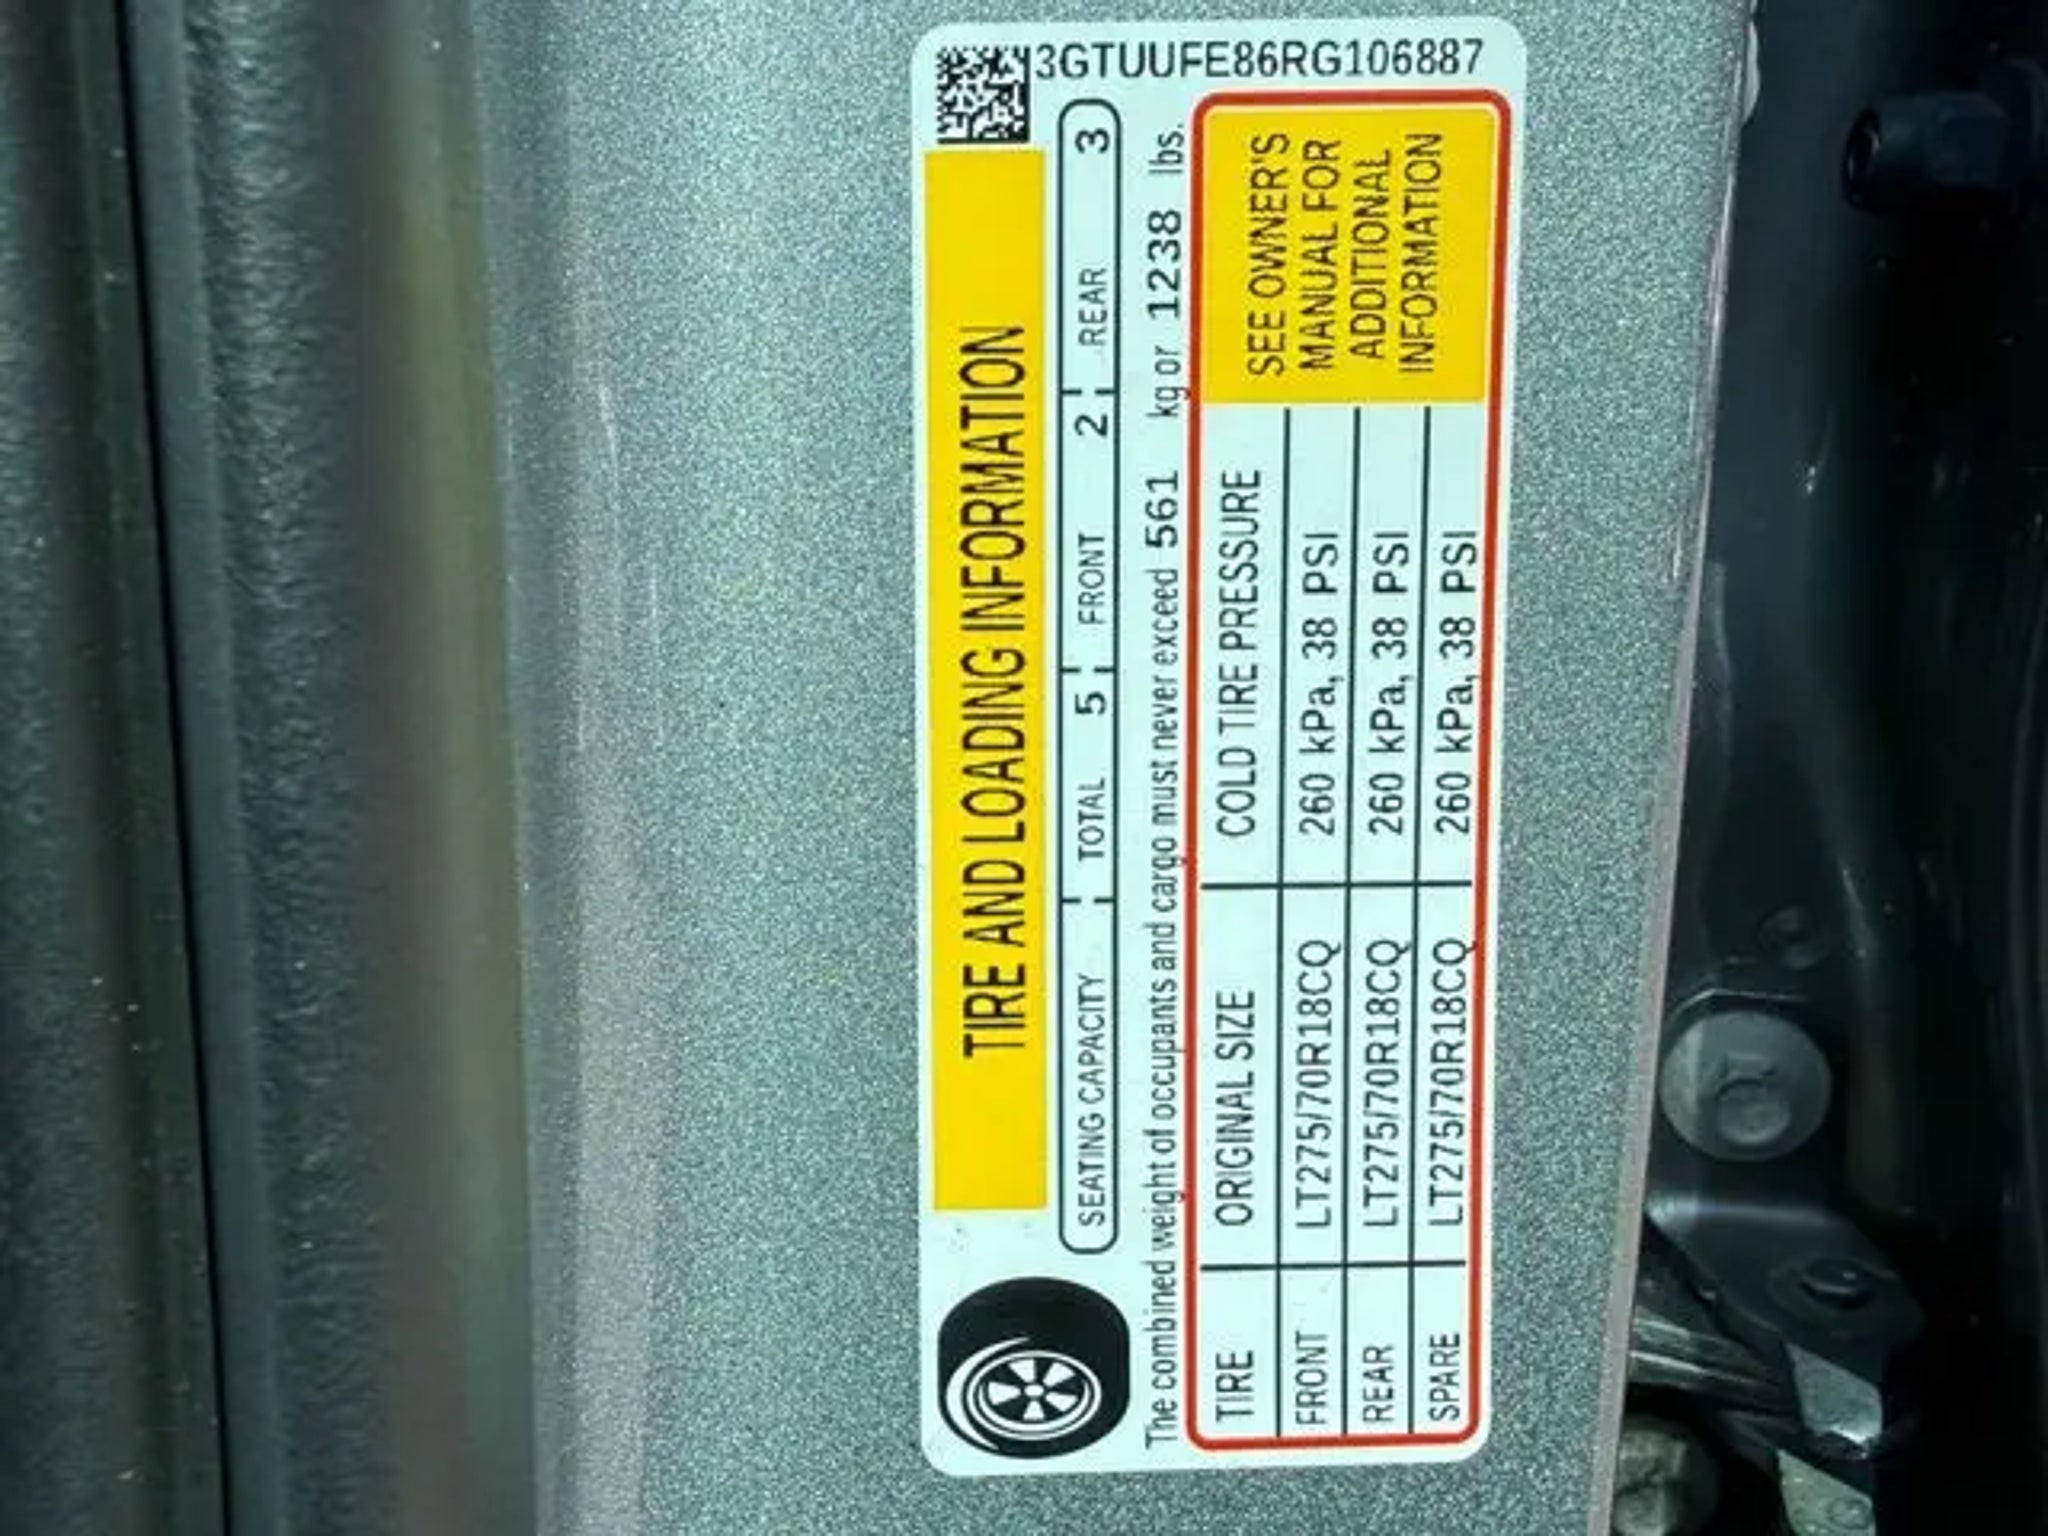 3GTUUFE86RG106887
TIRE AND LOADING INFORMATION
SEATING CAPACITY TOTAL 5 FRONT 2 REAR 3
The combined weight of occupants and cargo must never exceed 561 kg or 1238 lbs.
TIRE ORIGINAL SIZE COLD TIRE PRESSURE
FRONT LT275/70R18CQ 260 kPa, 38 PSI
REAR LT275/70R18CQ 260 kPa, 38 PSI
SPARE LT275/70R18CQ 260 kPa, 38 PSI
SEE OWNER'S
MANUAL FOR
ADDITIONAL
INFORMATION